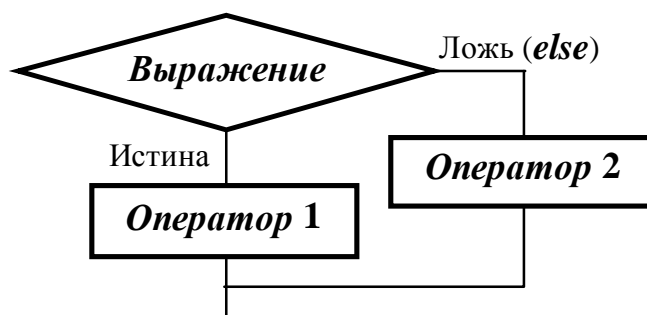 Ложь (else)
Выражение
Истина
Оператор 2
Оператор 1